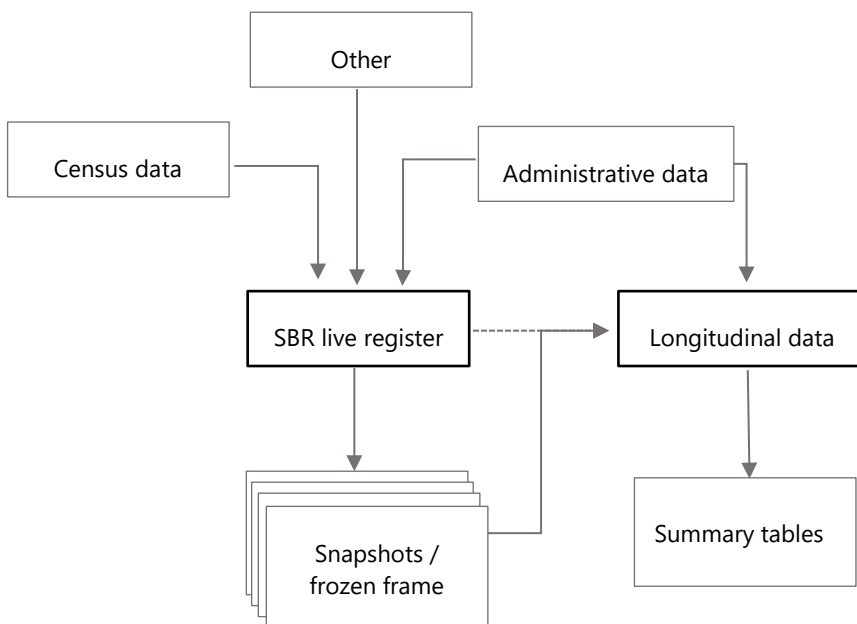 Other
Census data
Administrative data
SBR live register
Longitudinal data
Snapshots /
frozen frame
Summary tables